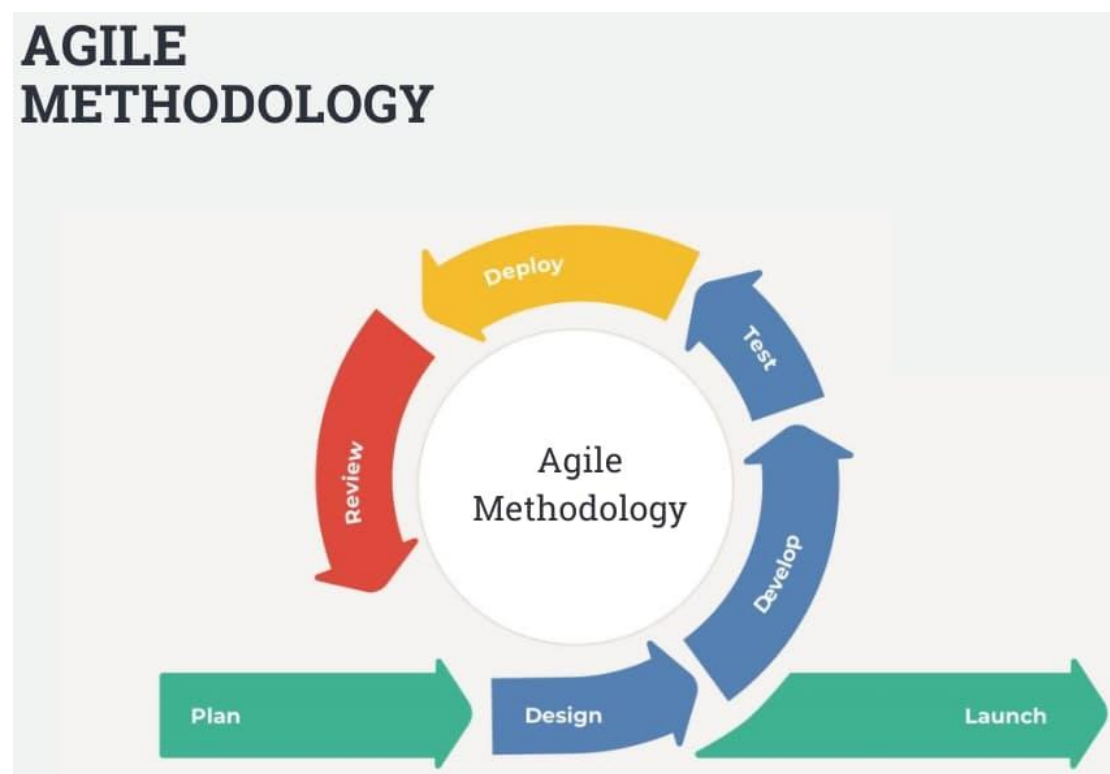 AGILE
METHODOLOGY
Deploy
Test
Review
Agile
Methodology
Develop
Plan
Design
Launch